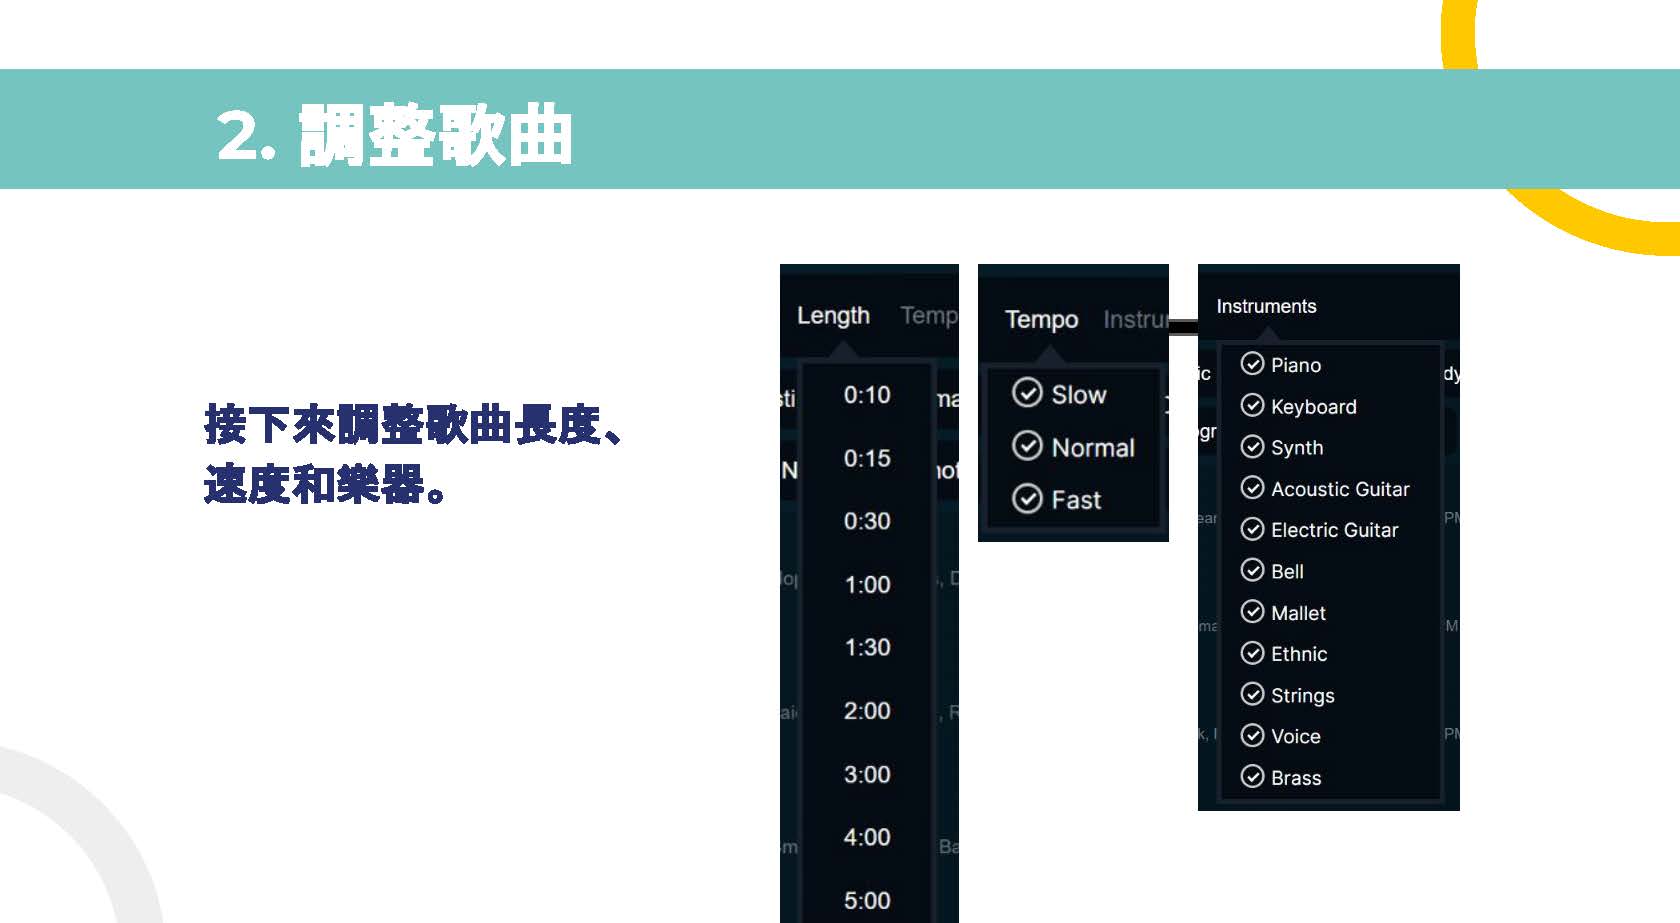 2. 調整歌曲
接下來調整歌曲長度、
速度和樂器。
Length Temp
0:10
0:15
0:30
1:00
1:30
2:00
3:00
4:00
5:00
Tempo Instru
Slow
Normal
Fast
Instruments
Piano
Keyboard
Synth
Acoustic Guitar
Electric Guitar
Bell
Mallet
Ethnic
Strings
Voice
Brass